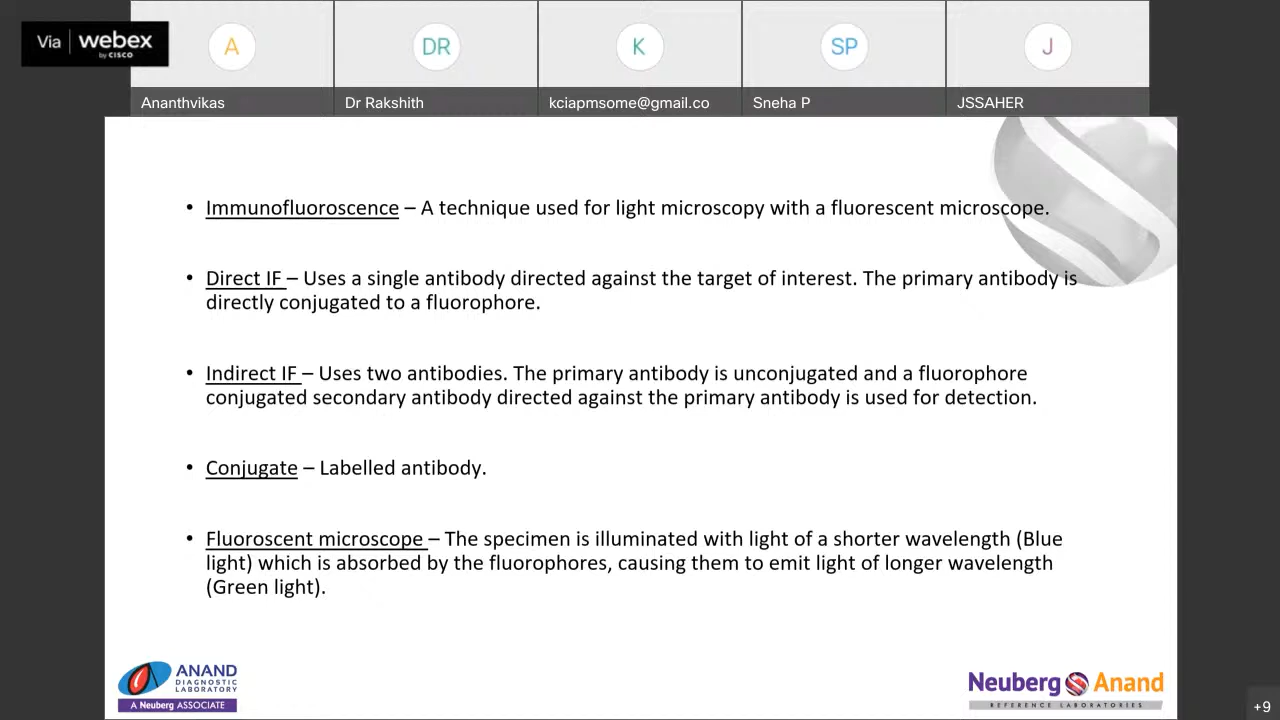 Via webex
by CISCO
A
DR
K
SP
J
Ananthvikas
Dr Rakshith
kciapmsome@gmail.co
Sneha P
JSSAHER
• Immunofluoroscence – A technique used for light microscopy with a fluorescent microscope.
• Direct IF – Uses a single antibody directed against the target of interest. The primary antibody is
directly conjugated to a fluorophore.
• Indirect IF – Uses two antibodies. The primary antibody is unconjugated and a fluorophore
conjugated secondary antibody directed against the primary antibody is used for detection.
• Conjugate – Labelled antibody.
• Fluoroscent microscope – The specimen is illuminated with light of a shorter wavelength (Blue
light) which is absorbed by the fluorophores, causing them to emit light of longer wavelength
(Green light).
ANAND
DIAGNOSTIC
LABORATORY
A Neuberg ASSOCIATE
Neuberg Anand
REFERENCE LABORATORIES
+9